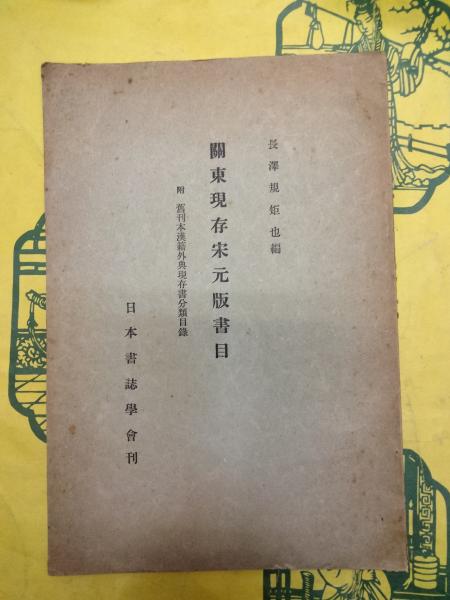 長澤規矩也編
關東現存宋元版書目
附 舊刊本漢籍外典現存書分類目錄
日本書誌學會刊